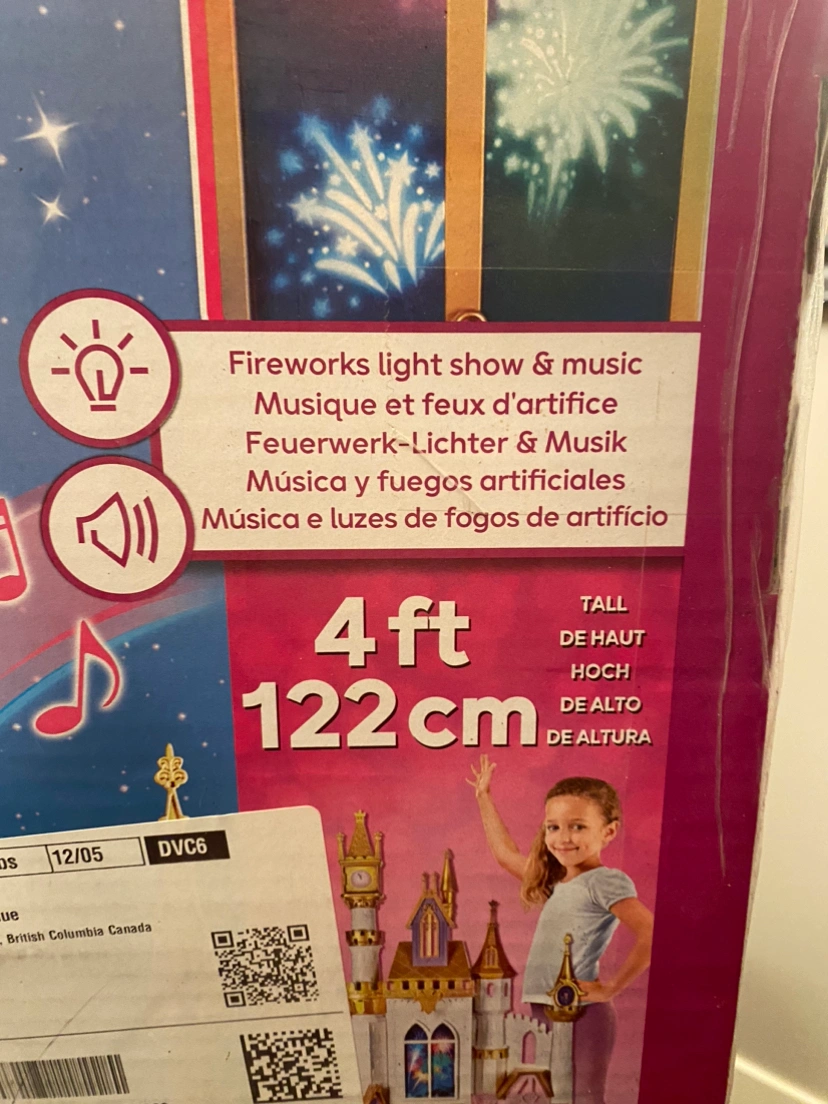 Fireworks light show & music
Musique et feux d'artifice
Feuerwerk-Lichter & Musik
Música y fuegos artificiales
Música e luzes de fogos de artifício
4 ft
122 cm
TALL
DE HAUT
HOCH
DE ALTO
DE ALTURA
12/05 DVC6
, British Columbia Canada